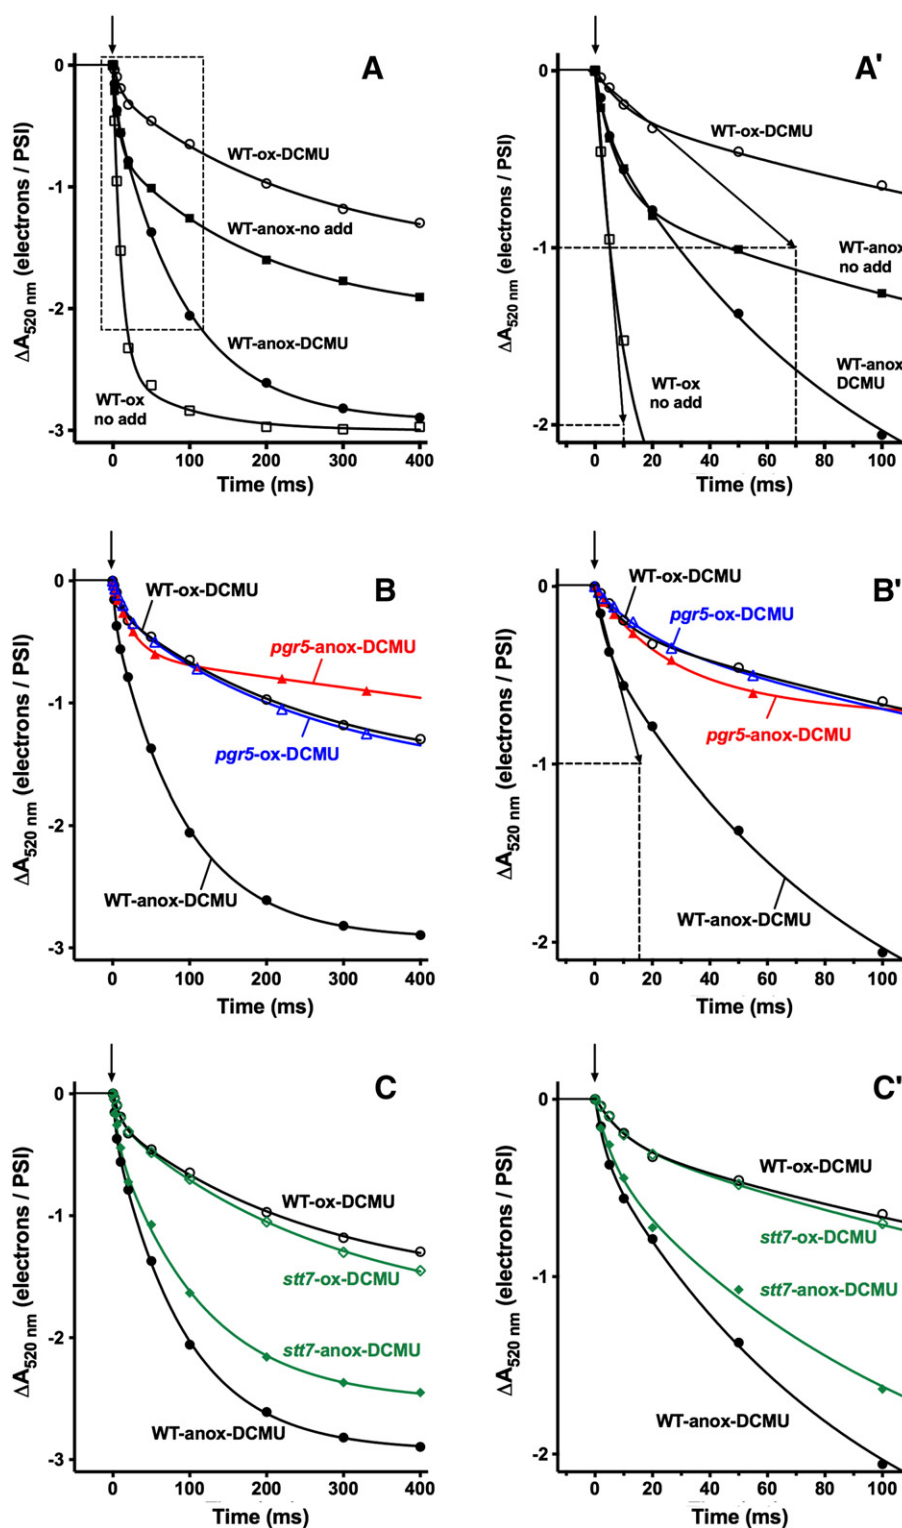 A
0
-1
-2
-3
ΔA520 nm (electrons / PSI)
WT-ox-DCMU
WT-anox-no add
WT-anox-DCMU
WT-ox
no add
0 100 200 300 400
Time (ms)
A'
0
-1
-2
ΔA520 nm (electrons / PSI)
WT-ox-DCMU
WT-anox
no add
WT-anox
DCMU
WT-ox
no add
0 20 40 60 80 100
Time (ms)
B
0
-1
-2
-3
ΔA520 nm (electrons / PSI)
WT-ox-DCMU
pgr5-anox-DCMU
pgr5-ox-DCMU
WT-anox-DCMU
0 100 200 300 400
Time (ms)
B'
0
-1
-2
ΔA520 nm (electrons / PSI)
WT-ox-DCMU
pgr5-ox-DCMU
pgr5-anox-DCMU
WT-anox-DCMU
0 20 40 60 80 100
Time (ms)
C
0
-1
-2
-3
ΔA520 nm (electrons / PSI)
WT-ox-DCMU
stt7-ox-DCMU
stt7-anox-DCMU
WT-anox-DCMU
0 100 200 300 400
Time (ms)
C'
0
-1
-2
ΔA520 nm (electrons / PSI)
WT-ox-DCMU
stt7-ox-DCMU
stt7-anox-DCMU
WT-anox-DCMU
0 20 40 60 80 100
Time (ms)